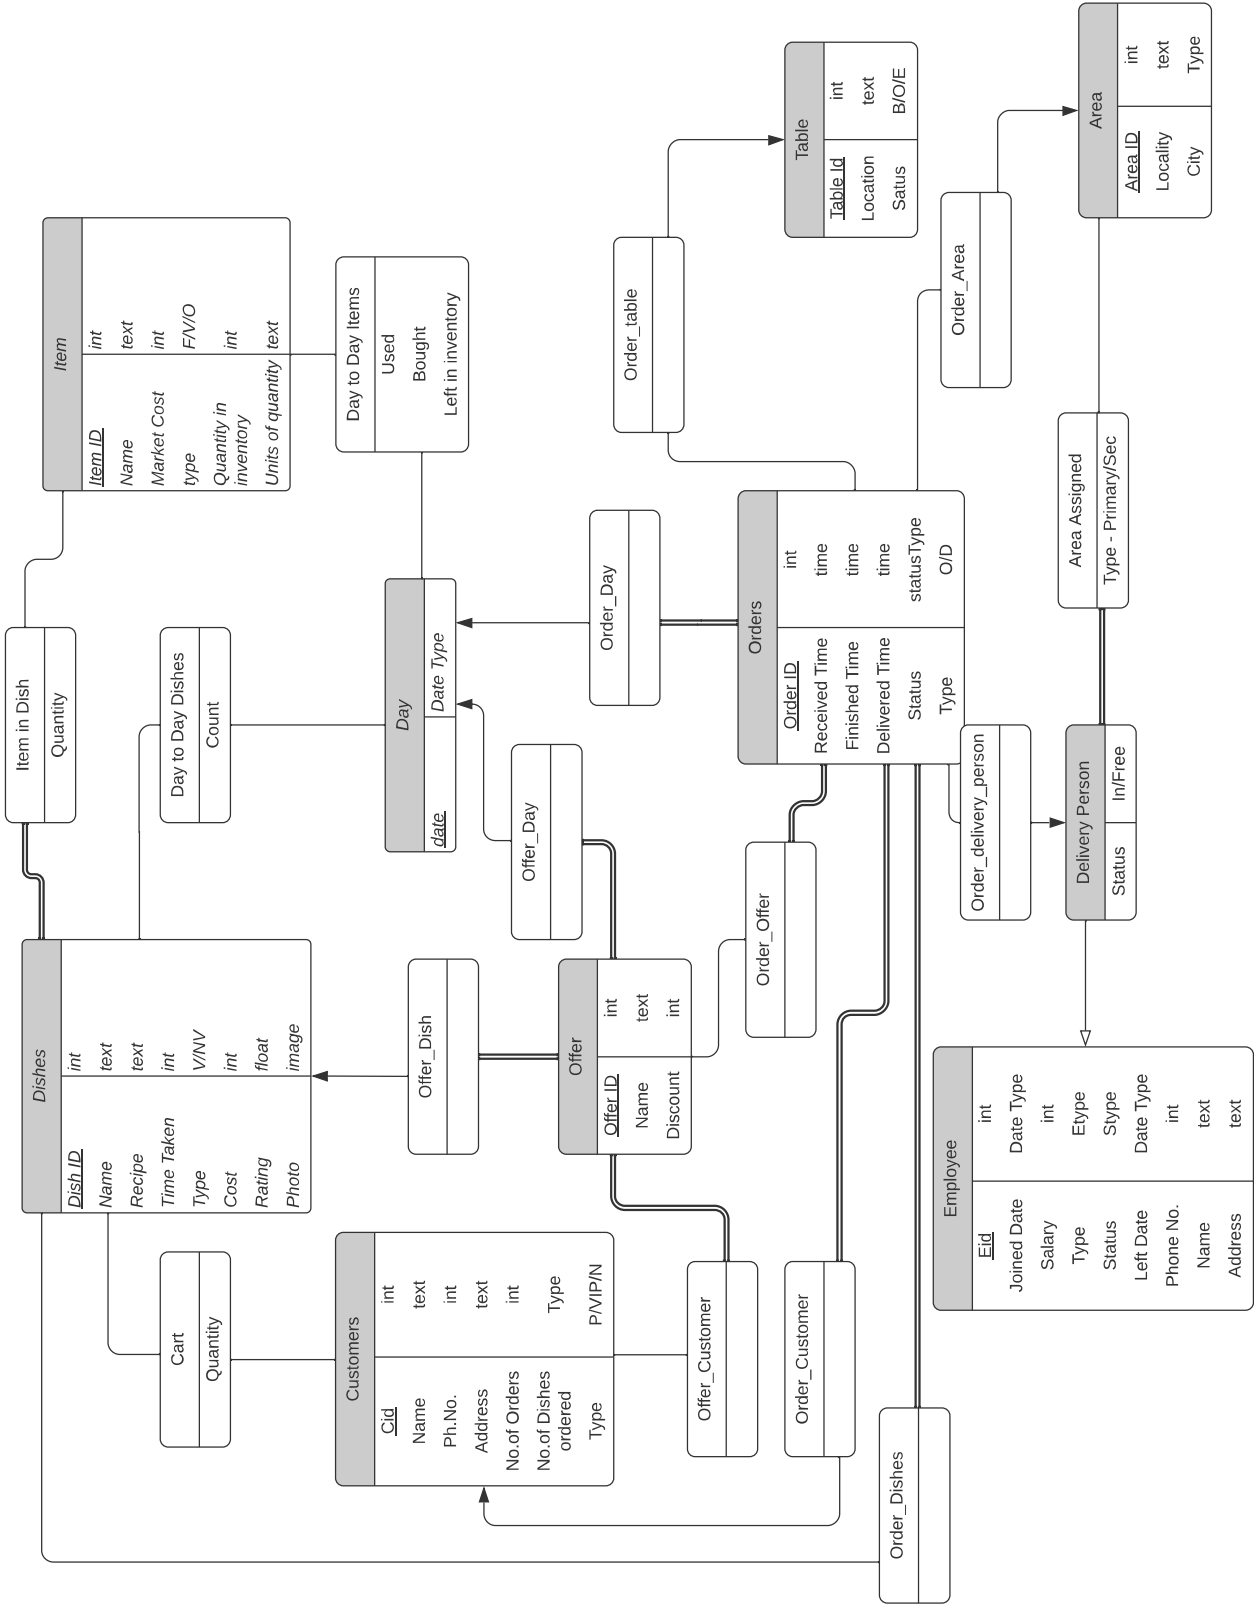 Item in Dish
Quantity
Item
Item ID int
Name text
Market Cost int
type F/V/O
Quantity in
inventory int
Units of quantity text
Dishes
Dish ID int
Name text
Recipe text
Time Taken int
Type V/NV
Cost int
Rating float
Photo image
Day to Day Dishes
Count
Day to Day Items
Used
Bought
Left in inventory
Cart
Quantity
Day
date Date Type
Customers
Cid int
Name text
Ph.No. int
Address text
No.of Orders int
No.of Dishes
ordered Type
Type P/VIP/N
Offer_Dish
Offer_Day
Order_Day
Order_table
Offer
Offer ID int
Name text
Discount int
Offer_Customer
Order_Offer
Orders
Order ID int
Received Time time
Finished Time time
Delivered Time time
Status statusType
Type O/D
Table
Table Id int
Location text
Satus B/O/E
Order_Customer
Order_Dishes
Order_delivery_person
Order_Area
Employee
Eid int
Joined Date Date Type
Salary int
Type Etype
Status Stype
Left Date Date Type
Phone No. int
Name text
Address text
Delivery Person
Status In/Free
Area Assigned
Type - Primary/Sec
Area
Area ID int
Locality text
City Type